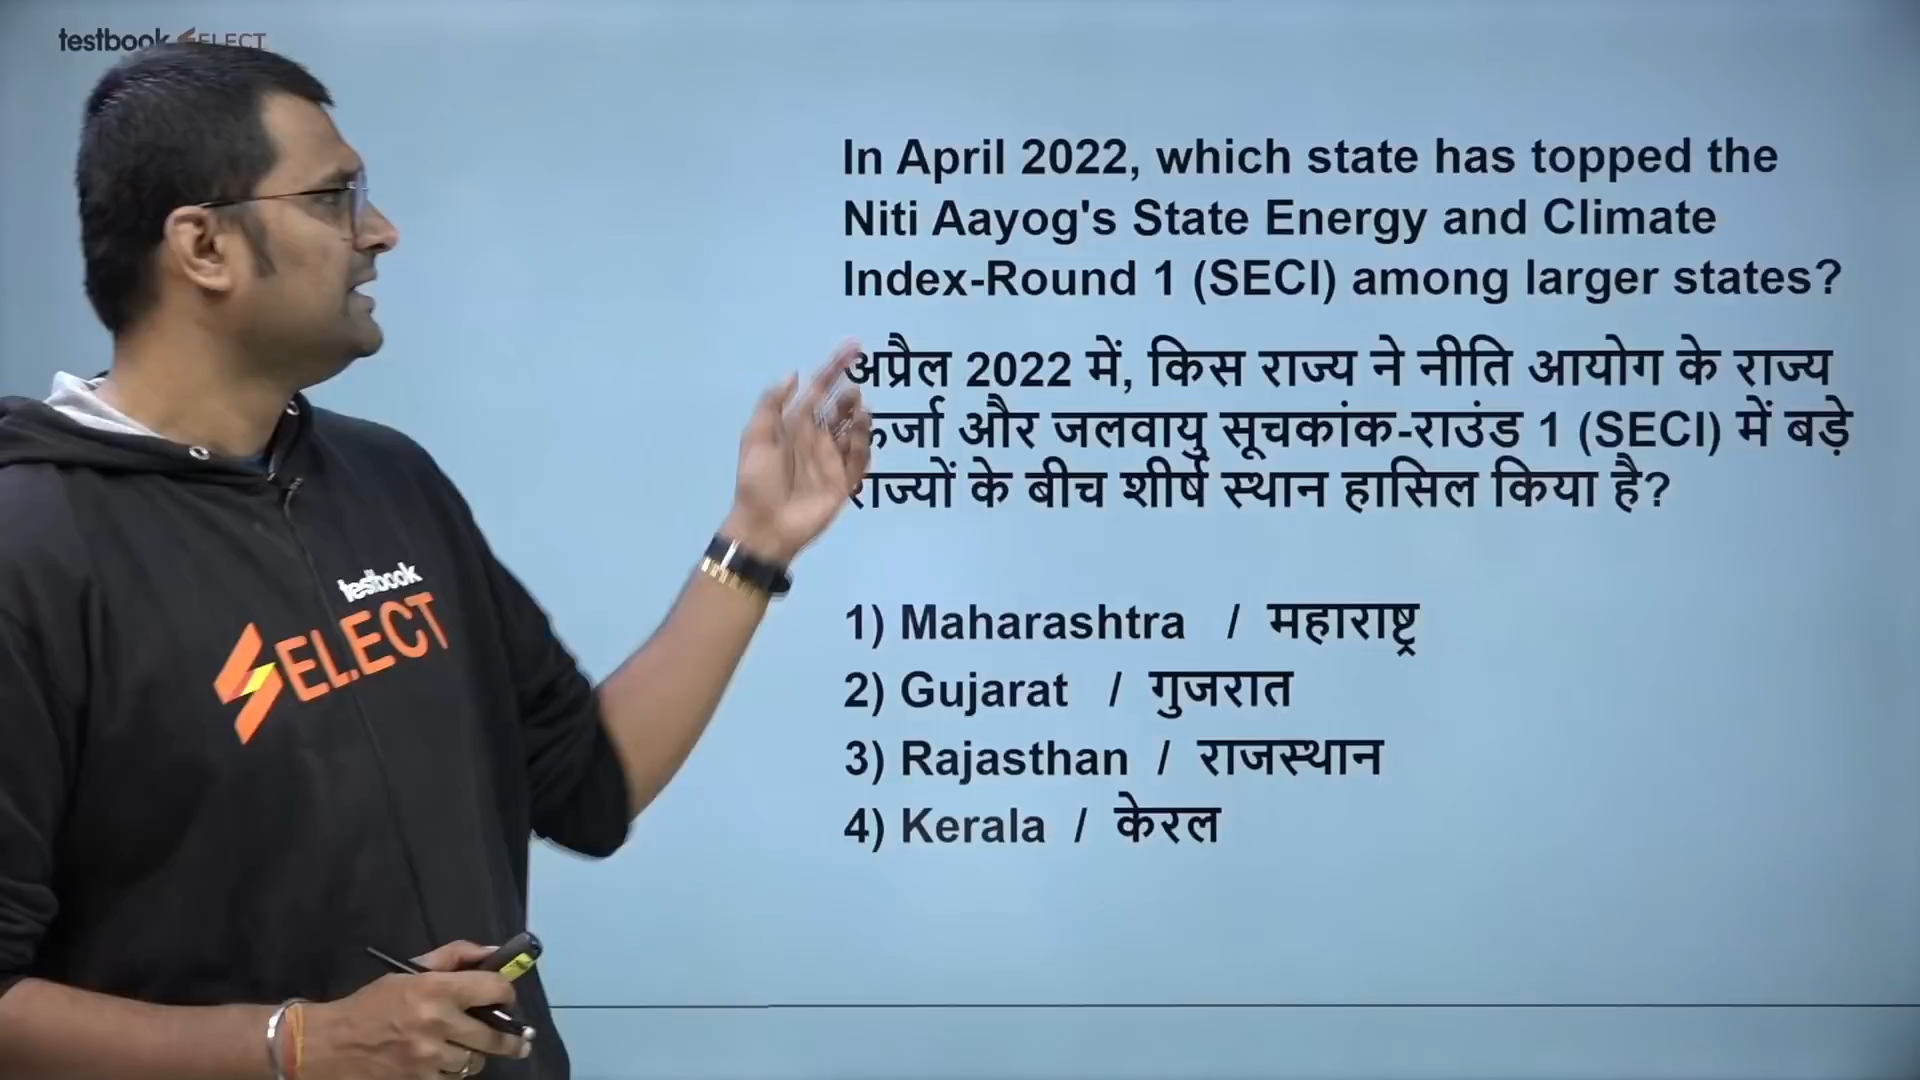 testbook SELECT
In April 2022, which state has topped the
Niti Aayog's State Energy and Climate
Index-Round 1 (SECI) among larger states?
अप्रैल 2022 में, किस राज्य ने नीति आयोग के राज्य
ऊर्जा और जलवायु सूचकांक-राउंड 1 (SECI) में बड़े
राज्यों के बीच शीर्ष स्थान हासिल किया है?
1) Maharashtra / महाराष्ट्र
2) Gujarat / गुजरात
3) Rajasthan / राजस्थान
4) Kerala / केरल
testbook
SELECT